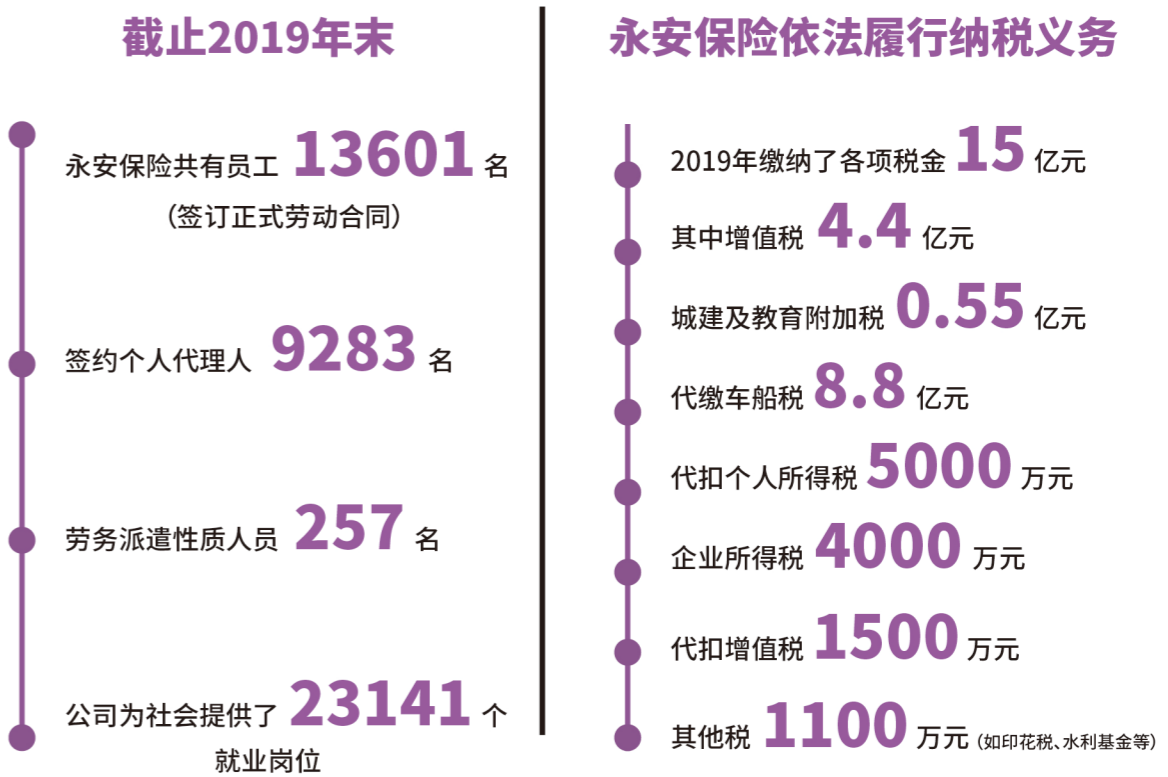 截止2019年末
永安保险共有员工 13601 名
（签订正式劳动合同）
签约个人代理人 9283 名
劳务派遣性质人员 257 名
公司为社会提供了 23141 个
就业岗位
永安保险依法履行纳税义务
2019年缴纳了各项税金 15 亿元
其中增值税 4.4 亿元
城建及教育附加税 0.55 亿元
代缴车船税 8.8 亿元
代扣个人所得税 5000 万元
企业所得税 4000 万元
代扣增值税 1500 万元
其他税 1100 万元（如印花税、水利基金等）